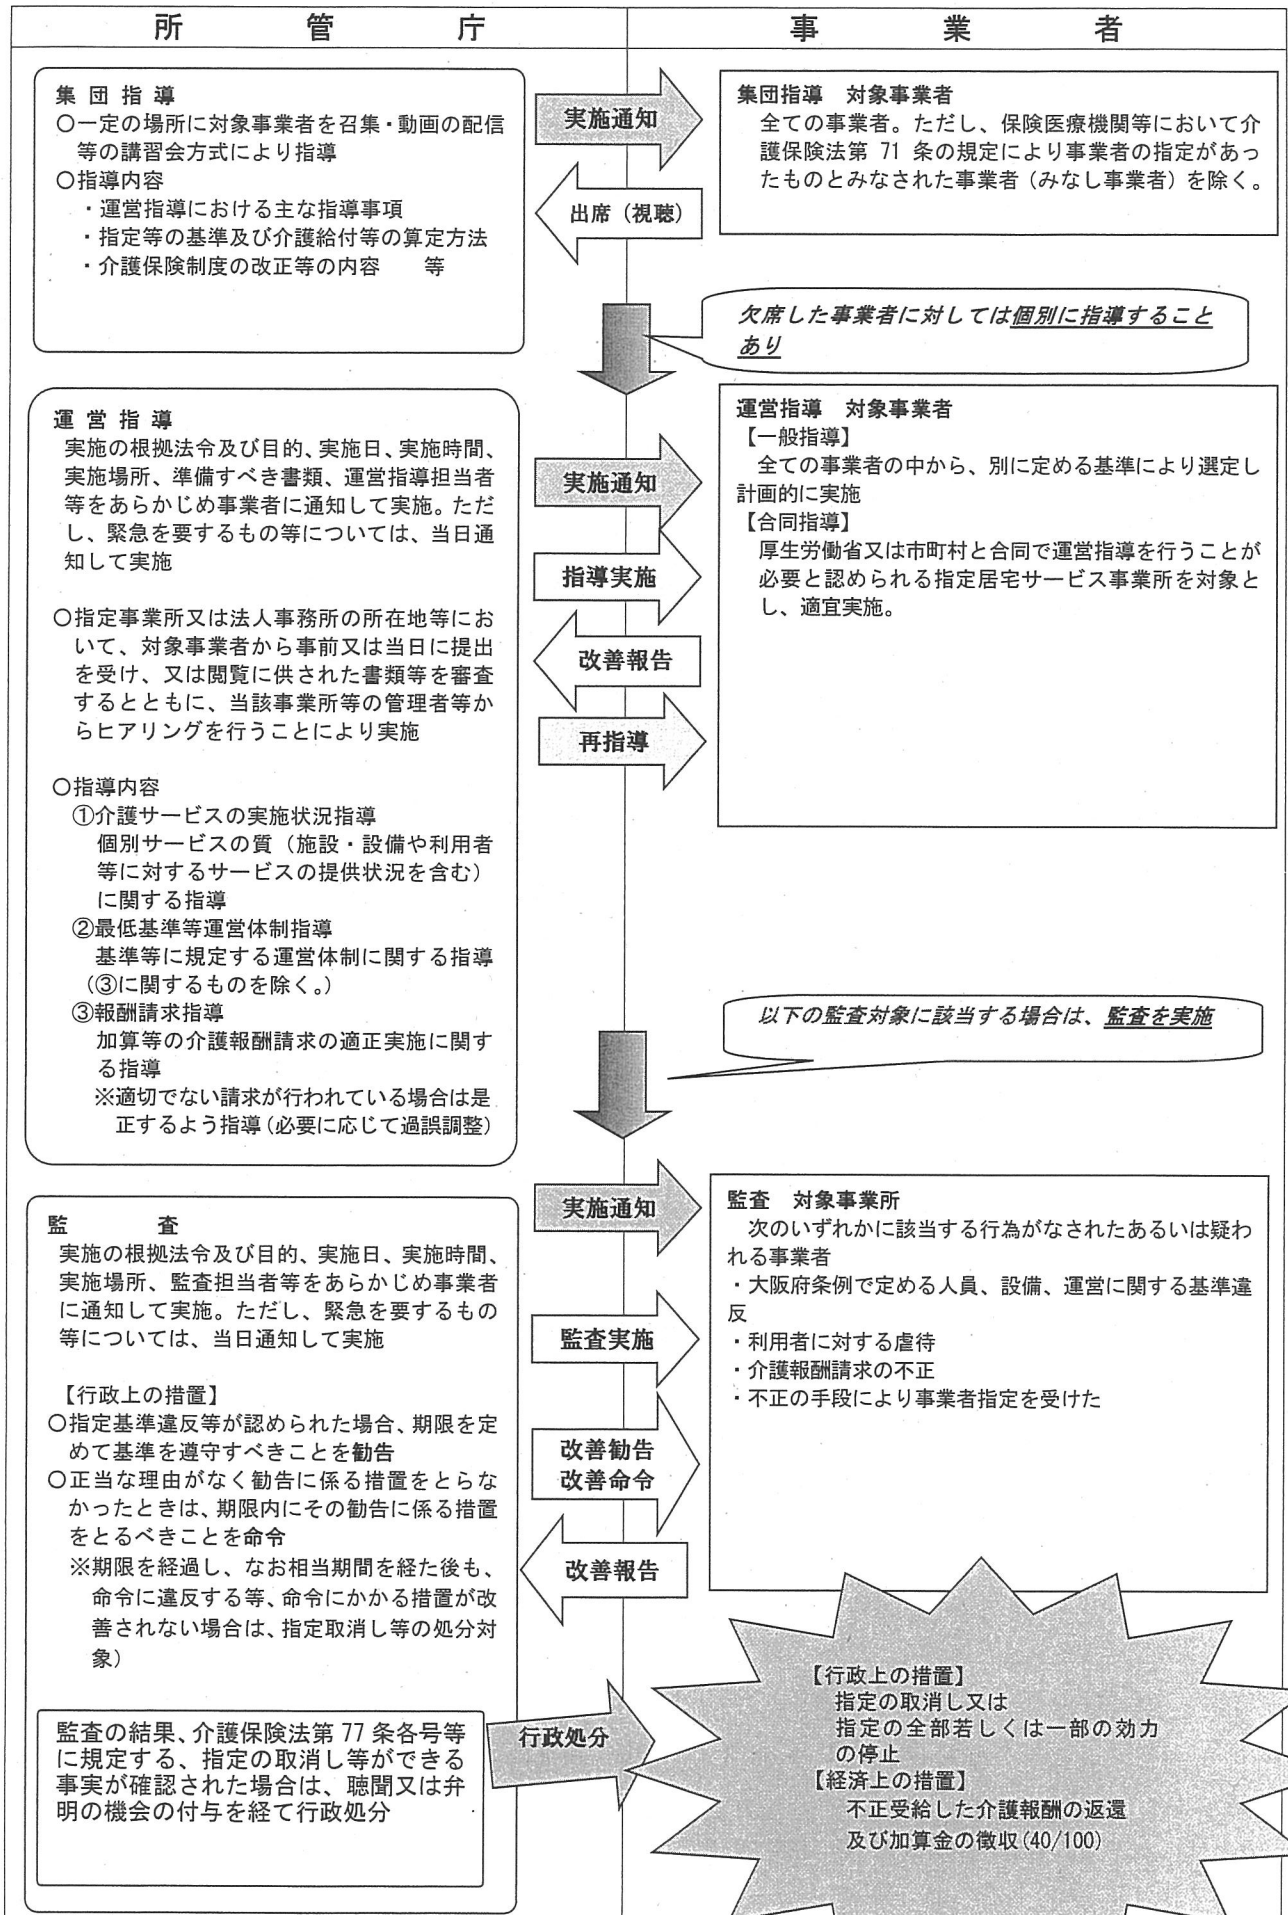 所管庁
事業者
集団指導
○一定の場所に対象事業者を召集・動画の配信
等の講習会方式により指導
○指導内容
・運営指導における主な指導事項
・指定等の基準及び介護給付等の算定方法
・介護保険制度の改正等の内容　等
実施通知
出席（視聴）
集団指導　対象事業者
全ての事業者。ただし、保険医療機関等において介
護保険法第 71 条の規定により事業者の指定があっ
たものとみなされた事業者（みなし事業者）を除く。
欠席した事業者に対しては個別に指導すること
あり
運営指導
実施の根拠法令及び目的、実施日、実施時間、
実施場所、準備すべき書類、運営指導担当者
等をあらかじめ事業者に通知して実施。ただ
し、緊急を要するもの等については、当日通
知して実施
○指定事業所又は法人事務所の所在地等にお
いて、対象事業者から事前又は当日に提出
を受け、又は閲覧に供された書類等を審査
するとともに、当該事業所等の管理者等か
らヒアリングを行うことにより実施
○指導内容
①介護サービスの実施状況指導
個別サービスの質（施設・設備や利用者
等に対するサービスの提供状況を含む）
に関する指導
②最低基準等運営体制指導
基準等に規定する運営体制に関する指導
（③に関するものを除く。）
③報酬請求指導
加算等の介護報酬請求の適正実施に関す
る指導
※適切でない請求が行われている場合は是
正するよう指導（必要に応じて過誤調整）
実施通知
指導実施
改善報告
再指導
運営指導　対象事業者
【一般指導】
全ての事業者の中から、別に定める基準により選定し
計画的に実施
【合同指導】
厚生労働省又は市町村と合同で運営指導を行うことが
必要と認められる指定居宅サービス事業所を対象と
し、適宜実施。
以下の監査対象に該当する場合は、監査を実施
監査
実施の根拠法令及び目的、実施日、実施時間、
実施場所、監査担当者等をあらかじめ事業者
に通知して実施。ただし、緊急を要するもの
等については、当日通知して実施
【行政上の措置】
○指定基準違反等が認められた場合、期限を定
めて基準を遵守すべきことを勧告
○正当な理由がなく勧告に係る措置をとらな
かったときは、期限内にその勧告に係る措置
をとるべきことを命令
※期限を経過し、なお相当期間を経た後も、
命令に違反する等、命令にかかる措置が改
善されない場合は、指定取消し等の処分対
象）
監査の結果、介護保険法第 77 条各号等
に規定する、指定の取消し等ができる
事実が確認された場合は、聴聞又は弁
明の機会の付与を経て行政処分
実施通知
監査実施
改善勧告
改善命令
改善報告
行政処分
監査　対象事業所
次のいずれかに該当する行為がなされたあるいは疑わ
れる事業者
・大阪府条例で定める人員、設備、運営に関する基準違
反
・利用者に対する虐待
・介護報酬請求の不正
・不正の手段により事業者指定を受けた
【行政上の措置】
指定の取消し又は
指定の全部若しくは一部の効力
の停止
【経済上の措置】
不正受給した介護報酬の返還
及び加算金の徴収（40/100）